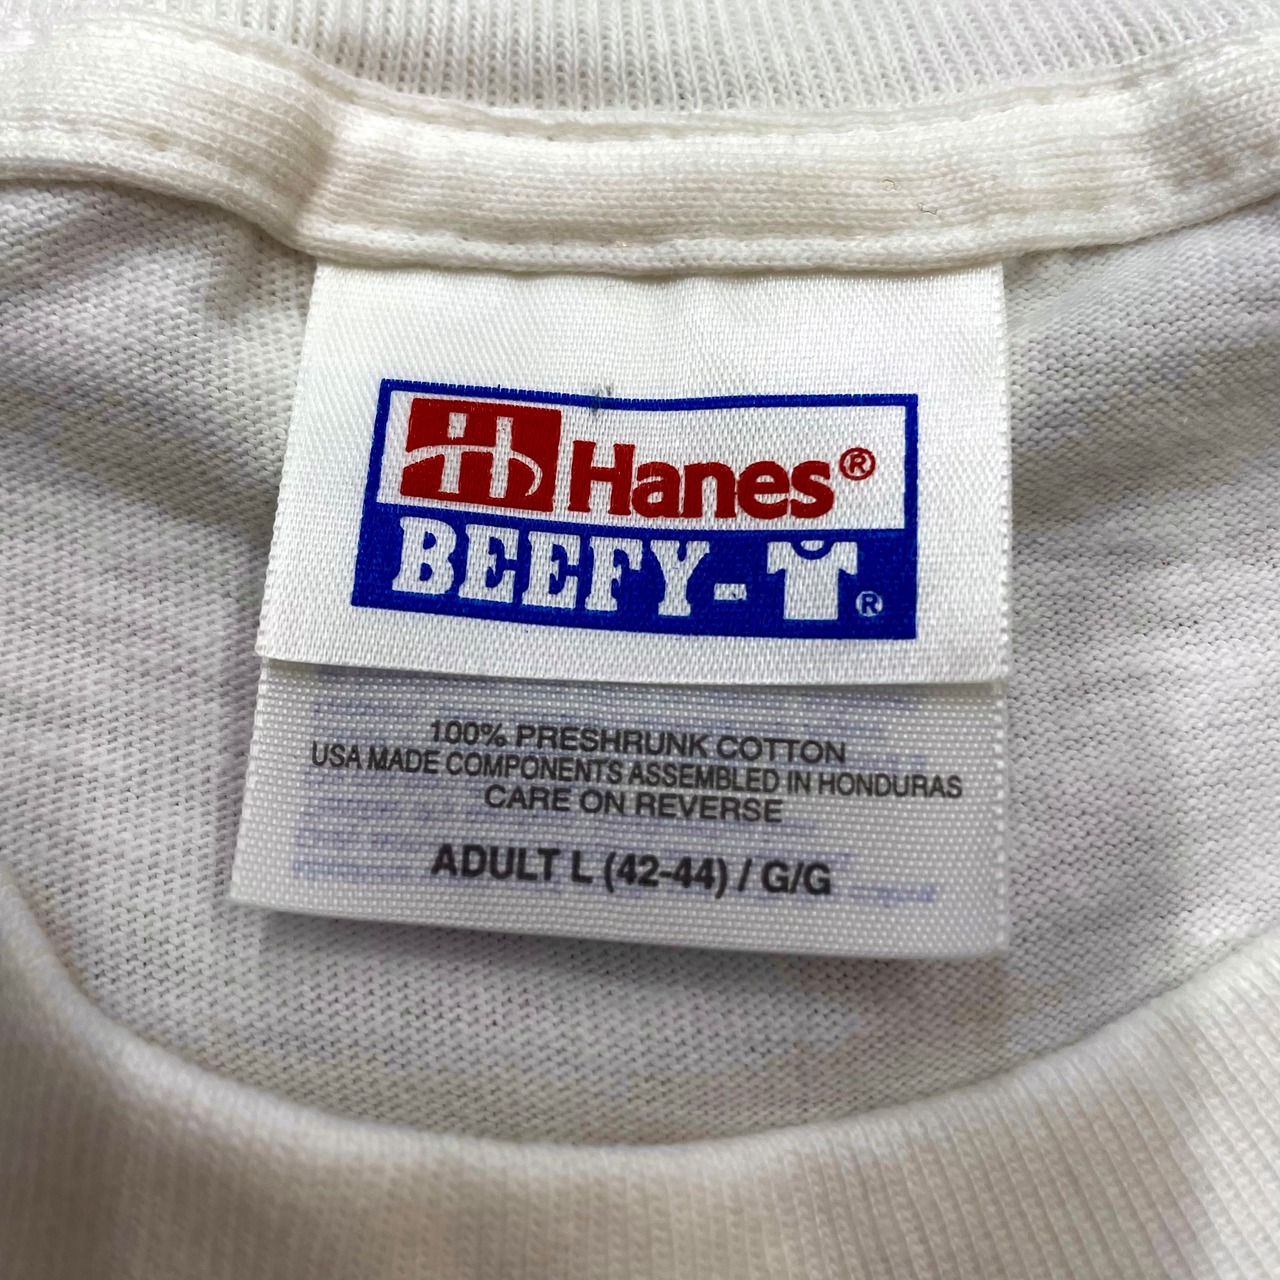 Hanes®
BEEFY-T®
100% PRESHRUNK COTTON
USA MADE COMPONENTS ASSEMBLED IN HONDURAS
CARE ON REVERSE
ADULT L (42-44) / G/G